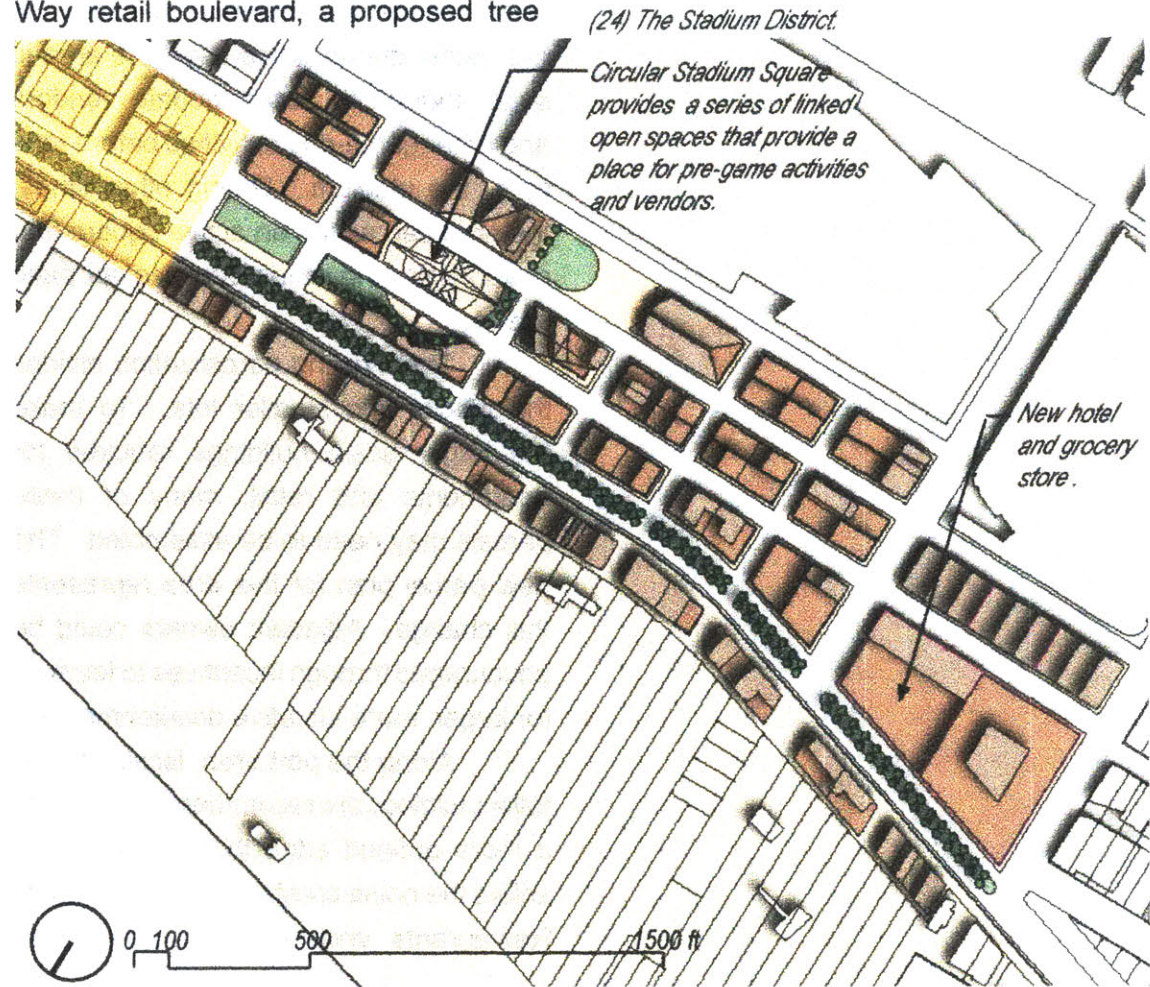 Way retail boulevard, a proposed tree
(24) The Stadium District.
Circular Stadium Square
provides a series of linked
open spaces that provide a
place for pre-game activities
and vendors.
New hotel
and grocery
store.
0 100 500 1500 ft